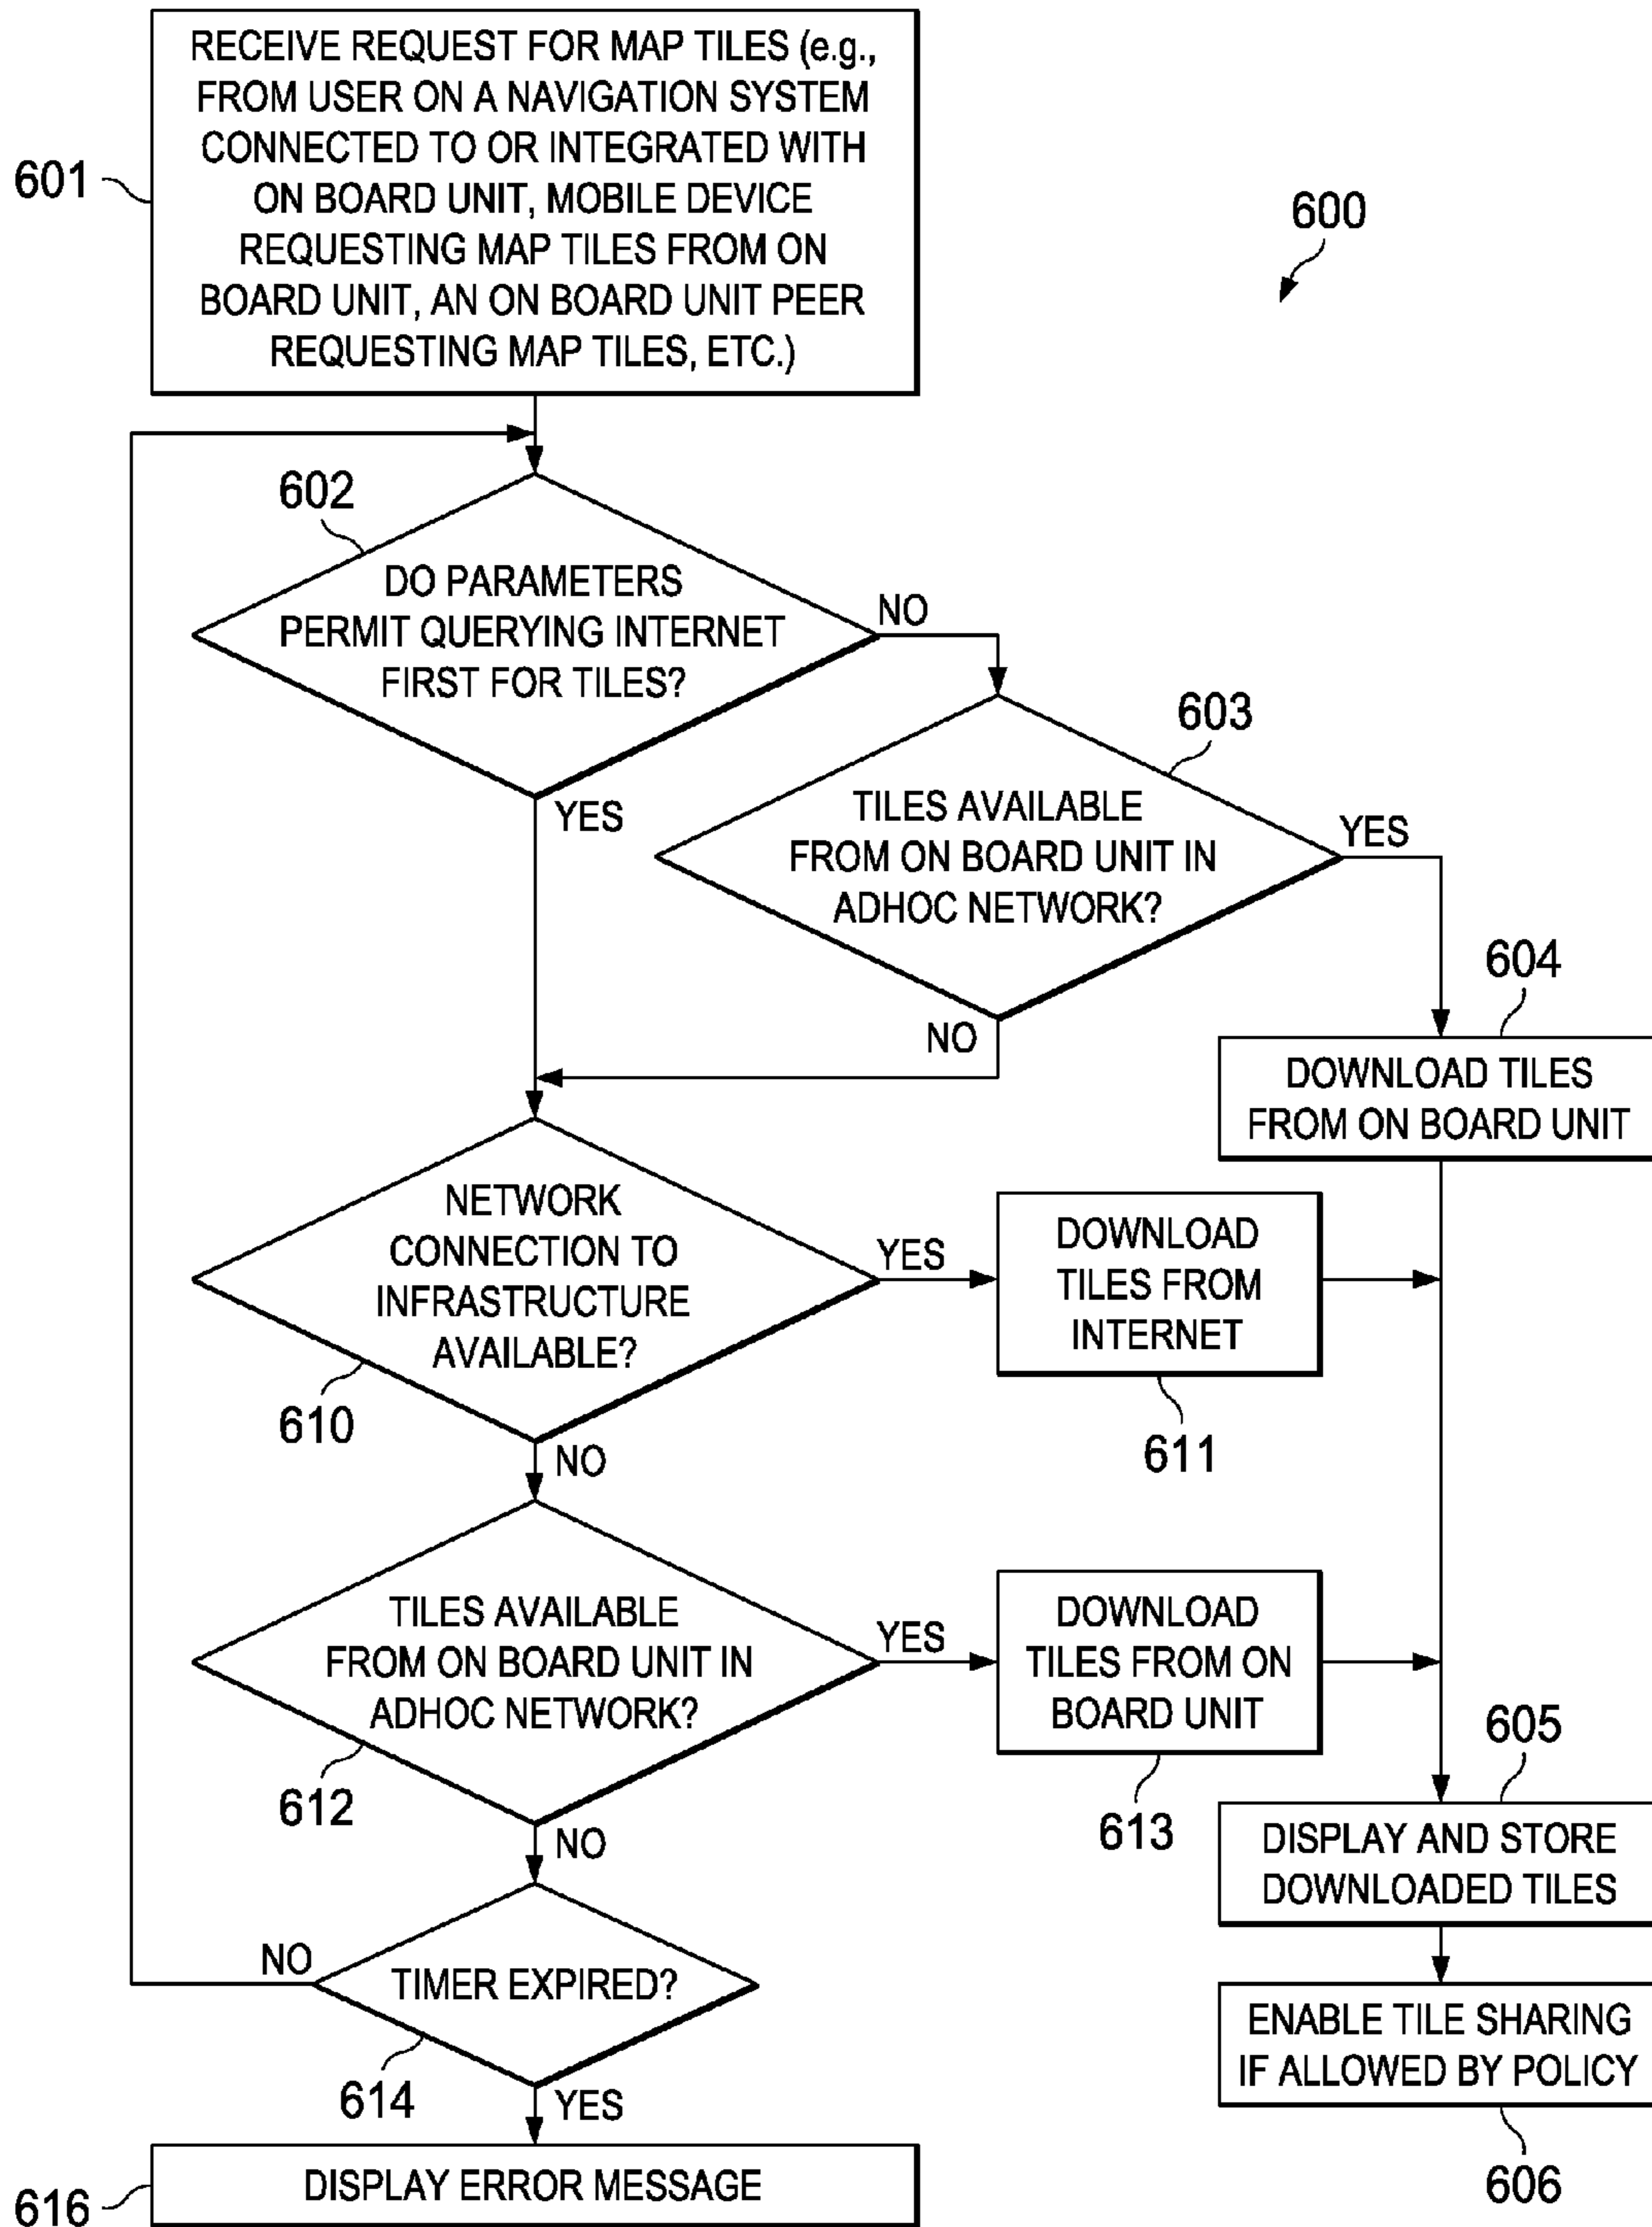 RECEIVE REQUEST FOR MAP TILES (e.g.,
FROM USER ON A NAVIGATION SYSTEM
CONNECTED TO OR INTEGRATED WITH
ON BOARD UNIT, MOBILE DEVICE
REQUESTING MAP TILES FROM ON
BOARD UNIT, AN ON BOARD UNIT PEER
REQUESTING MAP TILES, ETC.)
601
600
602
DO PARAMETERS
PERMIT QUERYING INTERNET
FIRST FOR TILES?
NO
YES
603
TILES AVAILABLE
FROM ON BOARD UNIT IN
ADHOC NETWORK?
YES
NO
604
DOWNLOAD TILES
FROM ON BOARD UNIT
NETWORK
CONNECTION TO
INFRASTRUCTURE
AVAILABLE?
610
YES
NO
DOWNLOAD
TILES FROM
INTERNET
611
TILES AVAILABLE
FROM ON BOARD UNIT IN
ADHOC NETWORK?
612
YES
NO
DOWNLOAD
TILES FROM ON
BOARD UNIT
613
605
DISPLAY AND STORE
DOWNLOADED TILES
NO
TIMER EXPIRED?
614
YES
ENABLE TILE SHARING
IF ALLOWED BY POLICY
606
DISPLAY ERROR MESSAGE
616